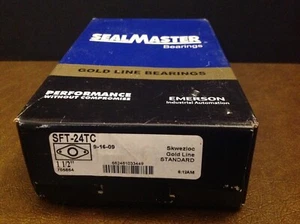 SEALMASTER
Bearings
GOLD LINE BEARINGS
PERFORMANCE
WITHOUT COMPROMISE
EMERSON
Industrial Automation
SFT-24TC
9-16-09
1 1/2"
Skwezloc
Gold Line
STANDARD